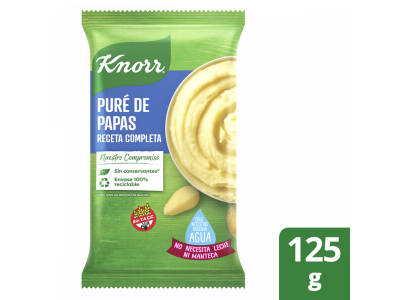 Knorr
PURÉ DE
PAPAS
RECETA COMPLETA
Nuestro Compromiso
Sin conservantes*
Envase 100%
reciclable
SIN T.A.C.C.
AGUA
NO NECESITA LECHE
NI MANTECA
125
g